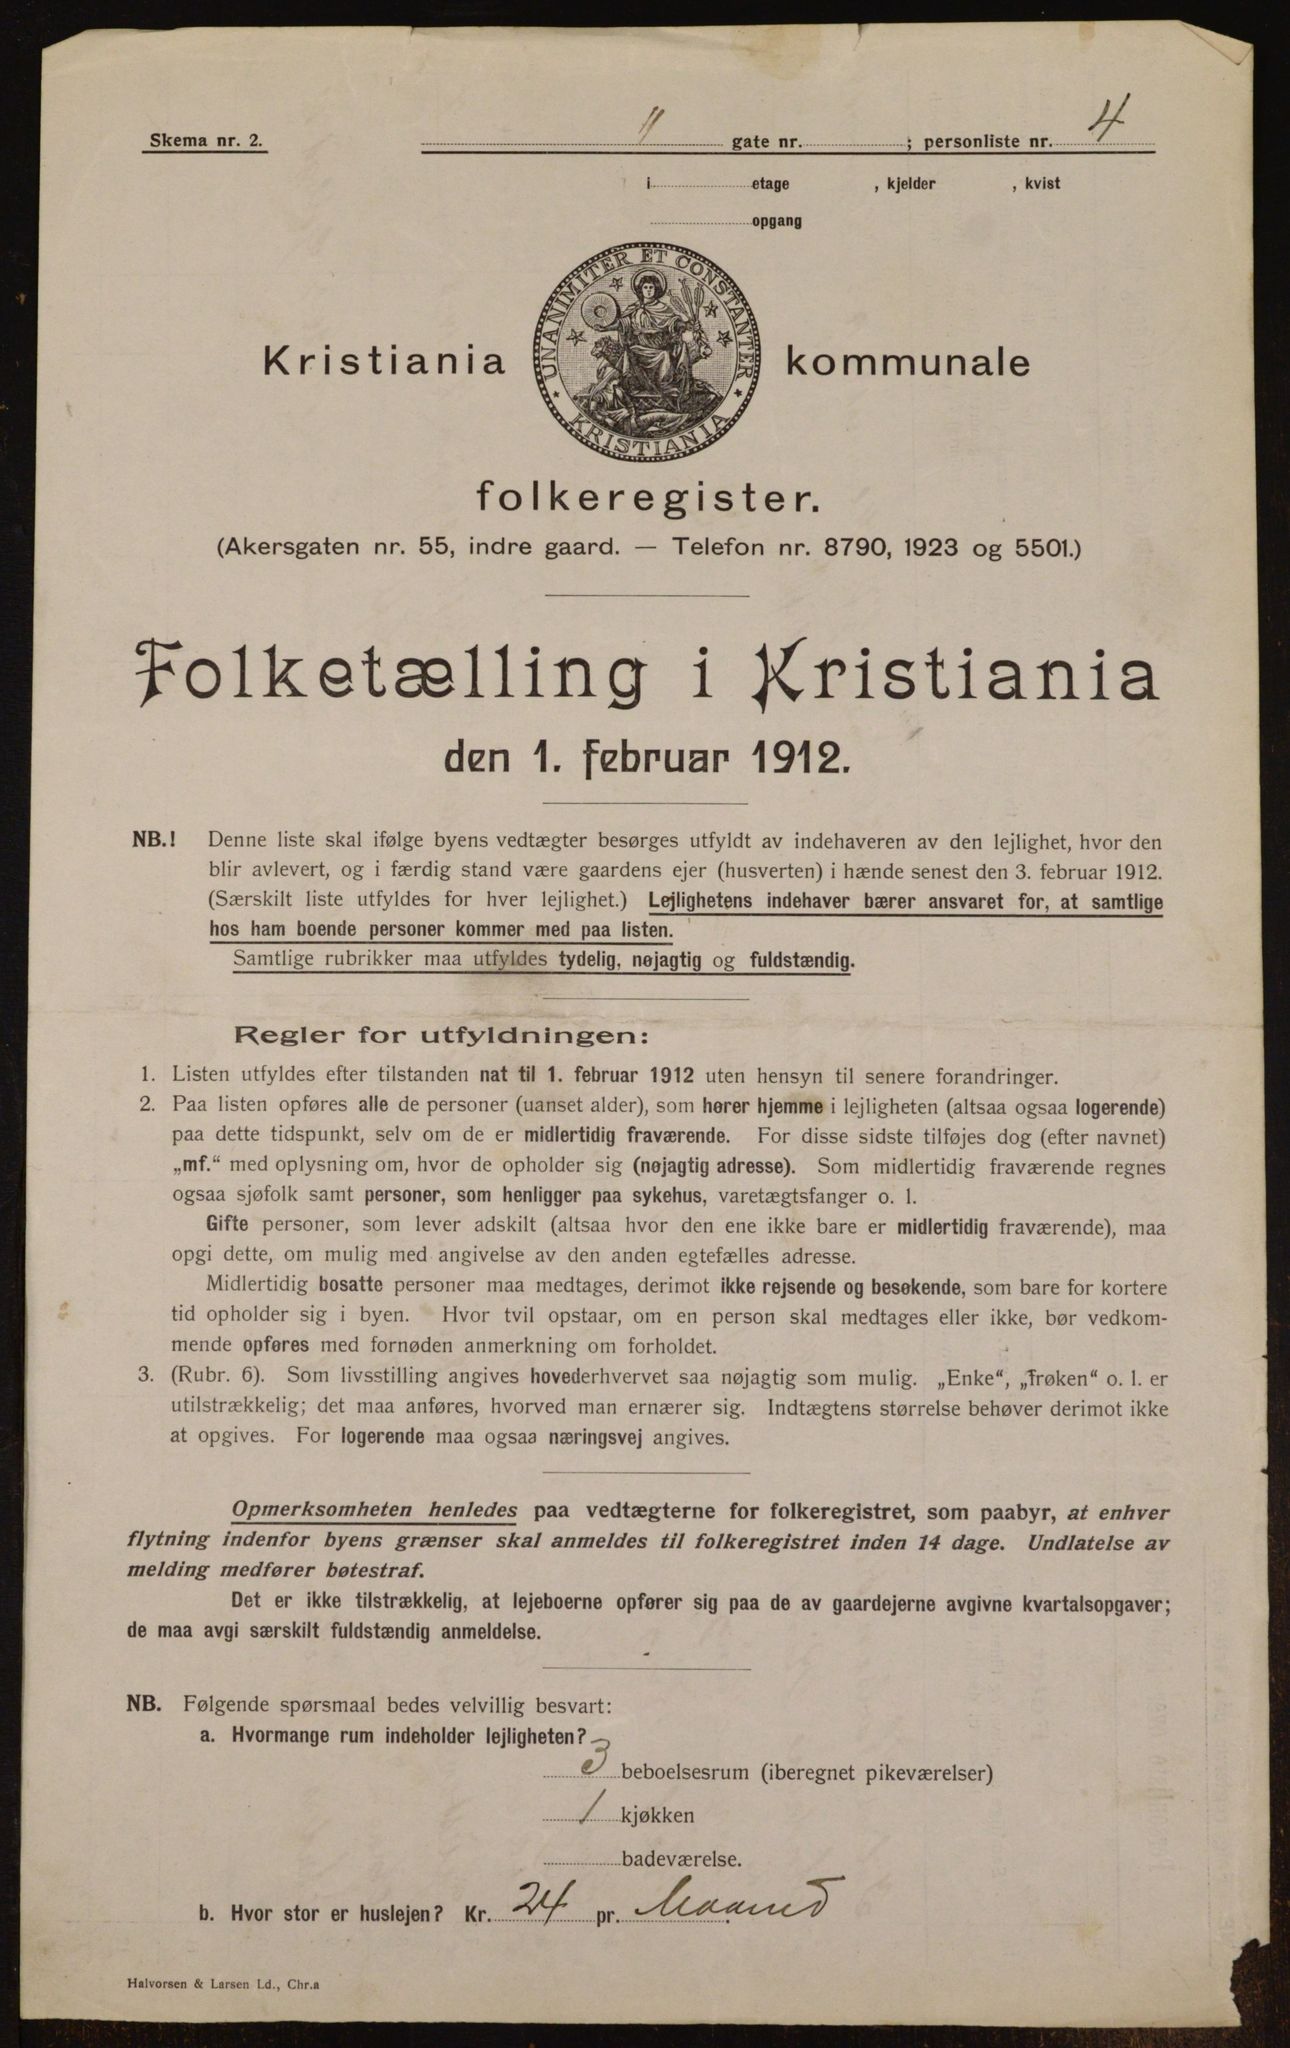 Skema nr. 2.
" gate nr. ; personliste nr. 4
i etage , kjelder , kvist
opgang
UNANIMITER ET CONSTANTER
KRISTIANIA
Kristiania kommunale
folkeregister.
(Akersgaten nr. 55, indre gaard. — Telefon nr. 8790, 1923 og 5501.)
Folketælling i Kristiania
den 1. februar 1912.
NB.! Denne liste skal ifølge byens vedtægter besørges utfyldt av indehaveren av den lejlighet, hvor den
blir avlevert, og i færdig stand være gaardens ejer (husverten) i hænde senest den 3. februar 1912.
(Særskilt liste utfyldes for hver lejlighet.) Lejlighetens indehaver bærer ansvaret for, at samtlige
hos ham boende personer kommer med paa listen.
Samtlige rubrikker maa utfyldes tydelig, nøjagtig og fuldstændig.
Regler for utfyldningen:
1. Listen utfyldes efter tilstanden nat til 1. februar 1912 uten hensyn til senere forandringer.
2. Paa listen opføres alle de personer (uanset alder), som hører hjemme i lejligheten (altsaa ogsaa logerende)
paa dette tidspunkt, selv om de er midlertidig fraværende. For disse sidste tilføjes dog (efter navnet)
„mf.“ med oplysning om, hvor de opholder sig (nøjagtig adresse). Som midlertidig fraværende regnes
ogsaa sjøfolk samt personer, som henligger paa sykehus, varetægtsfanger o. l.
Gifte personer, som lever adskilt (altsaa hvor den ene ikke bare er midlertidig fraværende), maa
opgi dette, om mulig med angivelse av den anden egtefælles adresse.
Midlertidig bosatte personer maa medtages, derimot ikke rejsende og besøkende, som bare for kortere
tid opholder sig i byen. Hvor tvil opstaar, om en person skal medtages eller ikke, bør vedkom-
mende opføres med fornøden anmerkning om forholdet.
3. (Rubr. 6). Som livsstilling angives hovederhvervet saa nøjagtig som mulig. „Enke“, „frøken“ o. l. er
utilstrækkelig; det maa anføres, hvorved man ernærer sig. Indtægtens størrelse behøver derimot ikke
at opgives. For logerende maa ogsaa næringsvej angives.
Opmerksomheten henledes paa vedtægterne for folkeregistret, som paabyr, at enhver
flytning indenfor byens grænser skal anmeldes til folkeregistret inden 14 dage. Undlatelse av
melding medfører bøtestraf.
Det er ikke tilstrækkelig, at lejeboerne opfører sig paa de av gaardejerne avgivne kvartalsopgaver;
de maa avgi særskilt fuldstændig anmeldelse.
NB. Følgende spørsmaal bedes velvillig besvart:
a. Hvormange rum indeholder lejligheten?
3 beboelsesrum (iberegnet pikeværelser)
1 kjøkken
badeværelse.
b. Hvor stor er huslejen? Kr. 24 pr. Maaned
Halvorsen & Larsen Ld., Chr.a